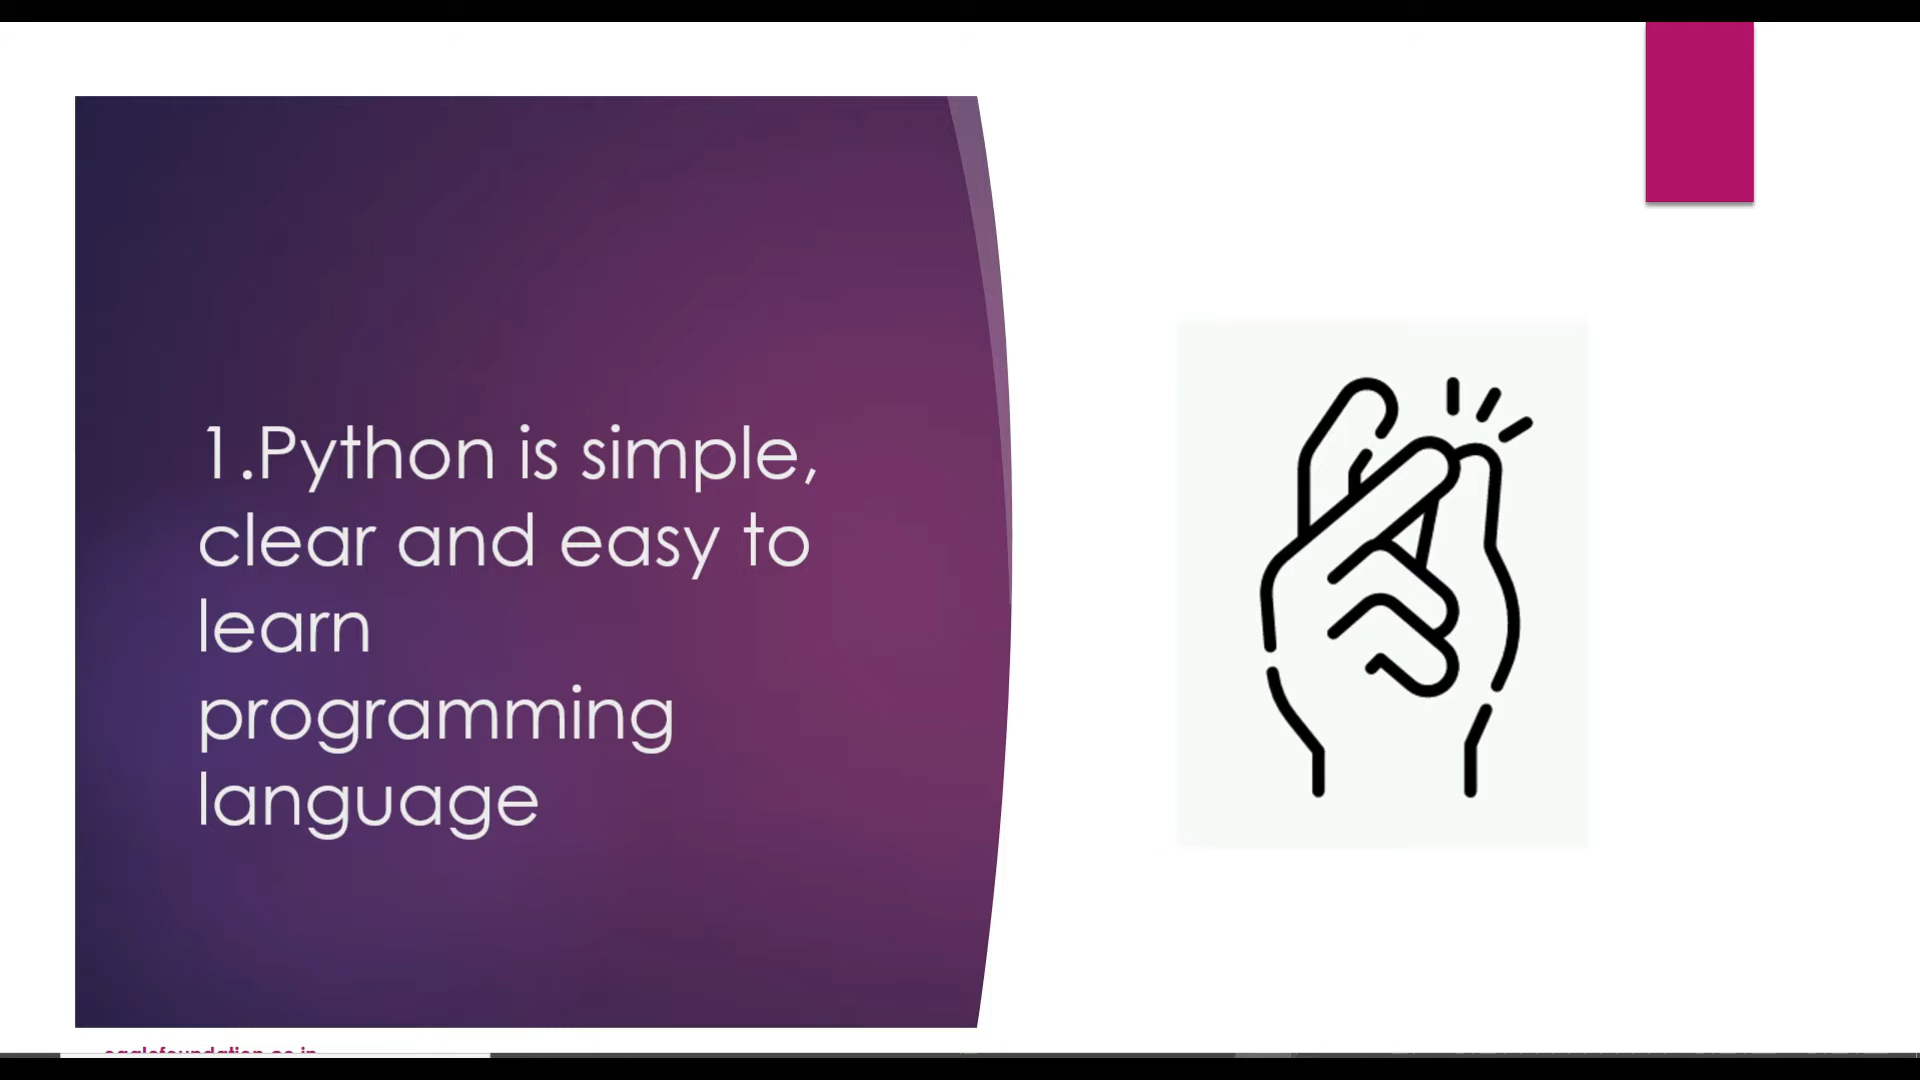 1.Python is simple,
clear and easy to
learn
programming
language